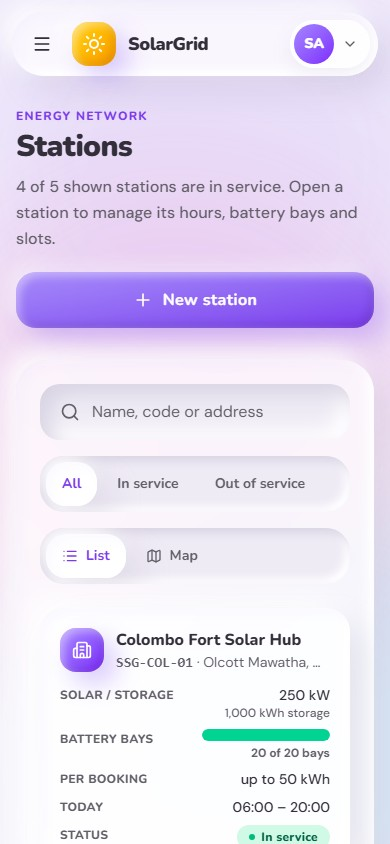 SolarGrid
SA
ENERGY NETWORK
Stations
4 of 5 shown stations are in service. Open a
station to manage its hours, battery bays and
slots.
New station
Name, code or address
All In service Out of service
List Map
Colombo Fort Solar Hub
SSG-COL-01 · Olcott Mawatha, ...
SOLAR / STORAGE 250 kW
1,000 kWh storage
BATTERY BAYS
20 of 20 bays
PER BOOKING up to 50 kWh
TODAY 06:00 – 20:00
STATUS In service